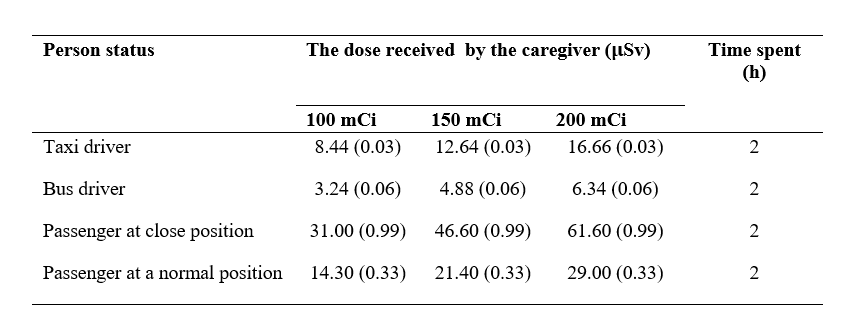 Person status The dose received by the caregiver (µSv) Time spent (h)
100 mCi 150 mCi 200 mCi
Taxi driver 8.44 (0.03) 12.64 (0.03) 16.66 (0.03) 2
Bus driver 3.24 (0.06) 4.88 (0.06) 6.34 (0.06) 2
Passenger at close position 31.00 (0.99) 46.60 (0.99) 61.60 (0.99) 2
Passenger at a normal position 14.30 (0.33) 21.40 (0.33) 29.00 (0.33) 2